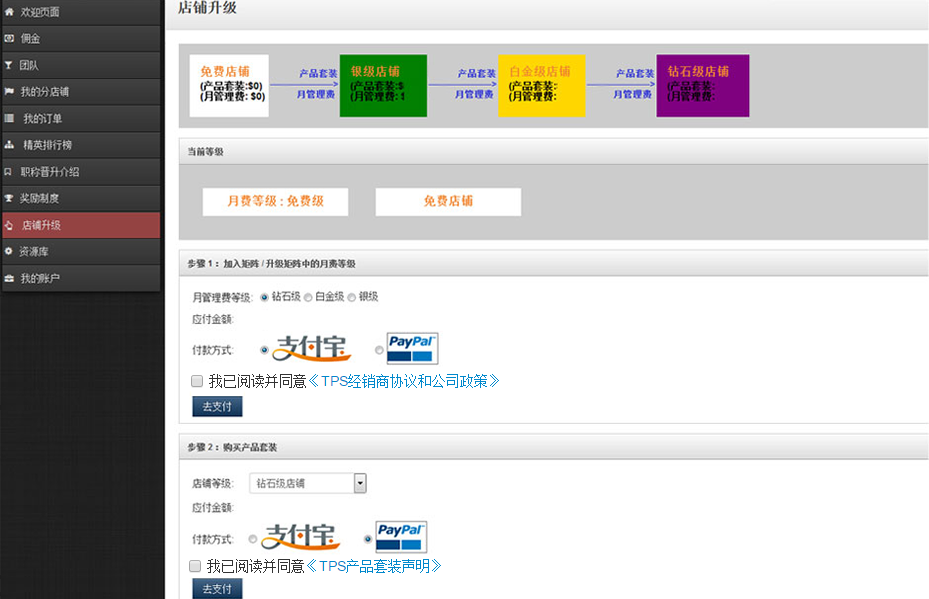 欢迎页面
佣金
团队
我的分店铺
我的订单
精英排行榜
职称晋升介绍
奖励制度
店铺升级
资源库
我的账户
店铺升级
免费店铺
(产品套装:$0)
(月管理费: $0)
产品套装
月管理费
银级店铺
(产品套装:$
(月管理费: 1
产品套装
月管理费
白金级店铺
(产品套装:
(月管理费:
产品套装
月管理费
钻石级店铺
(产品套装:
(月管理费:
当前等级
月费等级 : 免费级
免费店铺
步骤 1 : 加入矩阵 / 升级矩阵中的月费等级
月管理费等级: 钻石级 白金级 银级
应付金额:
付款方式: 支付宝 PayPal
我已阅读并同意《TPS经销商协议和公司政策》
去支付
步骤 2 : 购买产品套装
店铺等级: 钻石级店铺
应付金额:
付款方式: 支付宝 PayPal
我已阅读并同意《TPS产品套装声明》
去支付